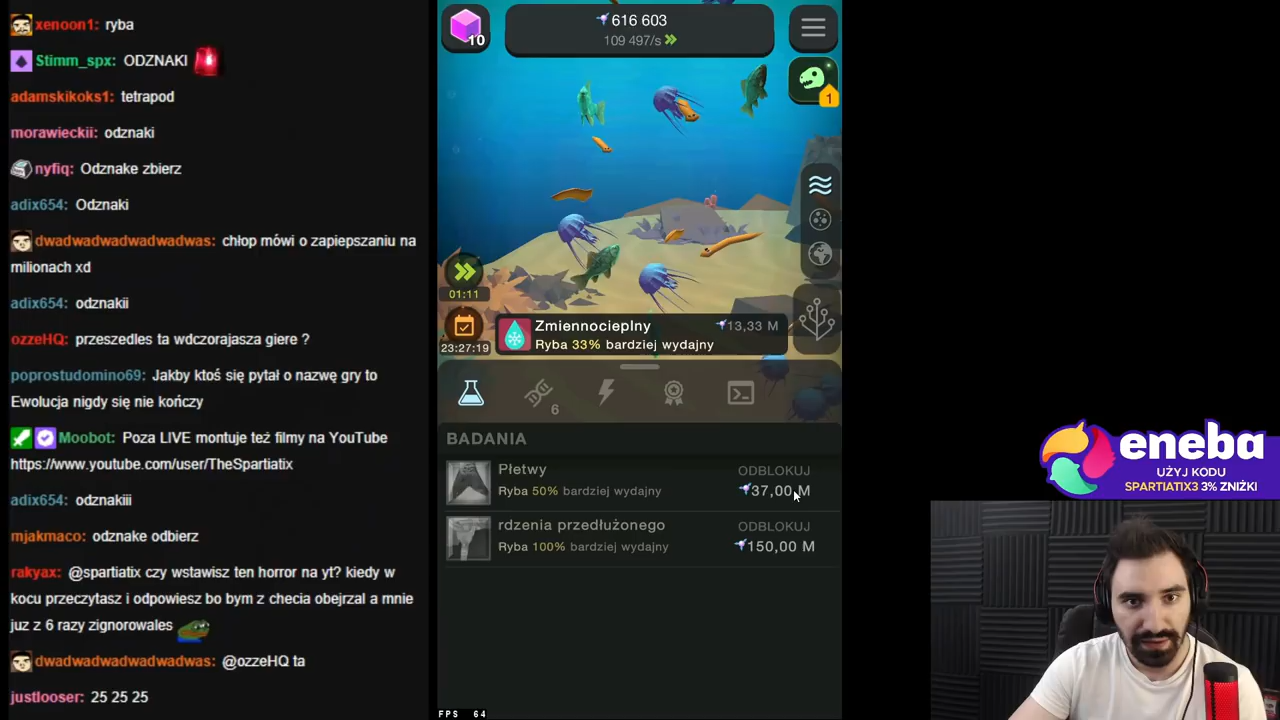 xenoon1: ryba
Stimm_spx: ODZNAKI
adamskikoks1: tetrapod
morawieckii: odznaki
nyfiq: Odznake zbierz
adix654: Odznaki
dwadwadwadwadwadwas: chłop mówi o zapiepszaniu na
milionach xd
adix654: odznakii
ozzeHQ: przeszedles ta wdczorajasza giere ?
poprostudomino69: Jakby ktoś się pytał o nazwę gry to
Ewolucja nigdy się nie kończy
Moobot: Poza LIVE montuje też filmy na YouTube
https://www.youtube.com/user/TheSpartiatix
adix654: odznakiii
mjakmaco: odznake odbierz
rakyax: @spartiatix czy wstawisz ten horror na yt? kiedy w
kocu przeczytasz i odpowiesz bo bym z checia obejrzal a mnie
juz z 6 razy zignorowales
dwadwadwadwadwadwas: @ozzeHQ ta
justlooser: 25 25 25
10
616 603
109 497/s
1
01:11
23:27:19
Zmiennocieplny 13,33 M
Ryba 33% bardziej wydajny
6
BADANIA
Płetwy ODBLOKUJ
Ryba 50% bardziej wydajny 37,00 M
rdzenia przedłużonego ODBLOKUJ
Ryba 100% bardziej wydajny 150,00 M
FPS 64
eneba
UŻYJ KODU
SPARTIATIX3 3% ZNIŻKI